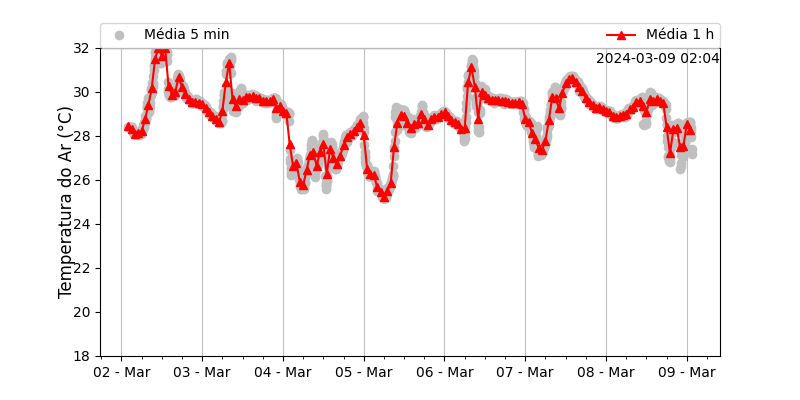 Média 5 min
Média 1 h
2024-03-09 02:04
Temperatura do Ar (°C)
32
30
28
26
24
22
20
18
02 - Mar
03 - Mar
04 - Mar
05 - Mar
06 - Mar
07 - Mar
08 - Mar
09 - Mar